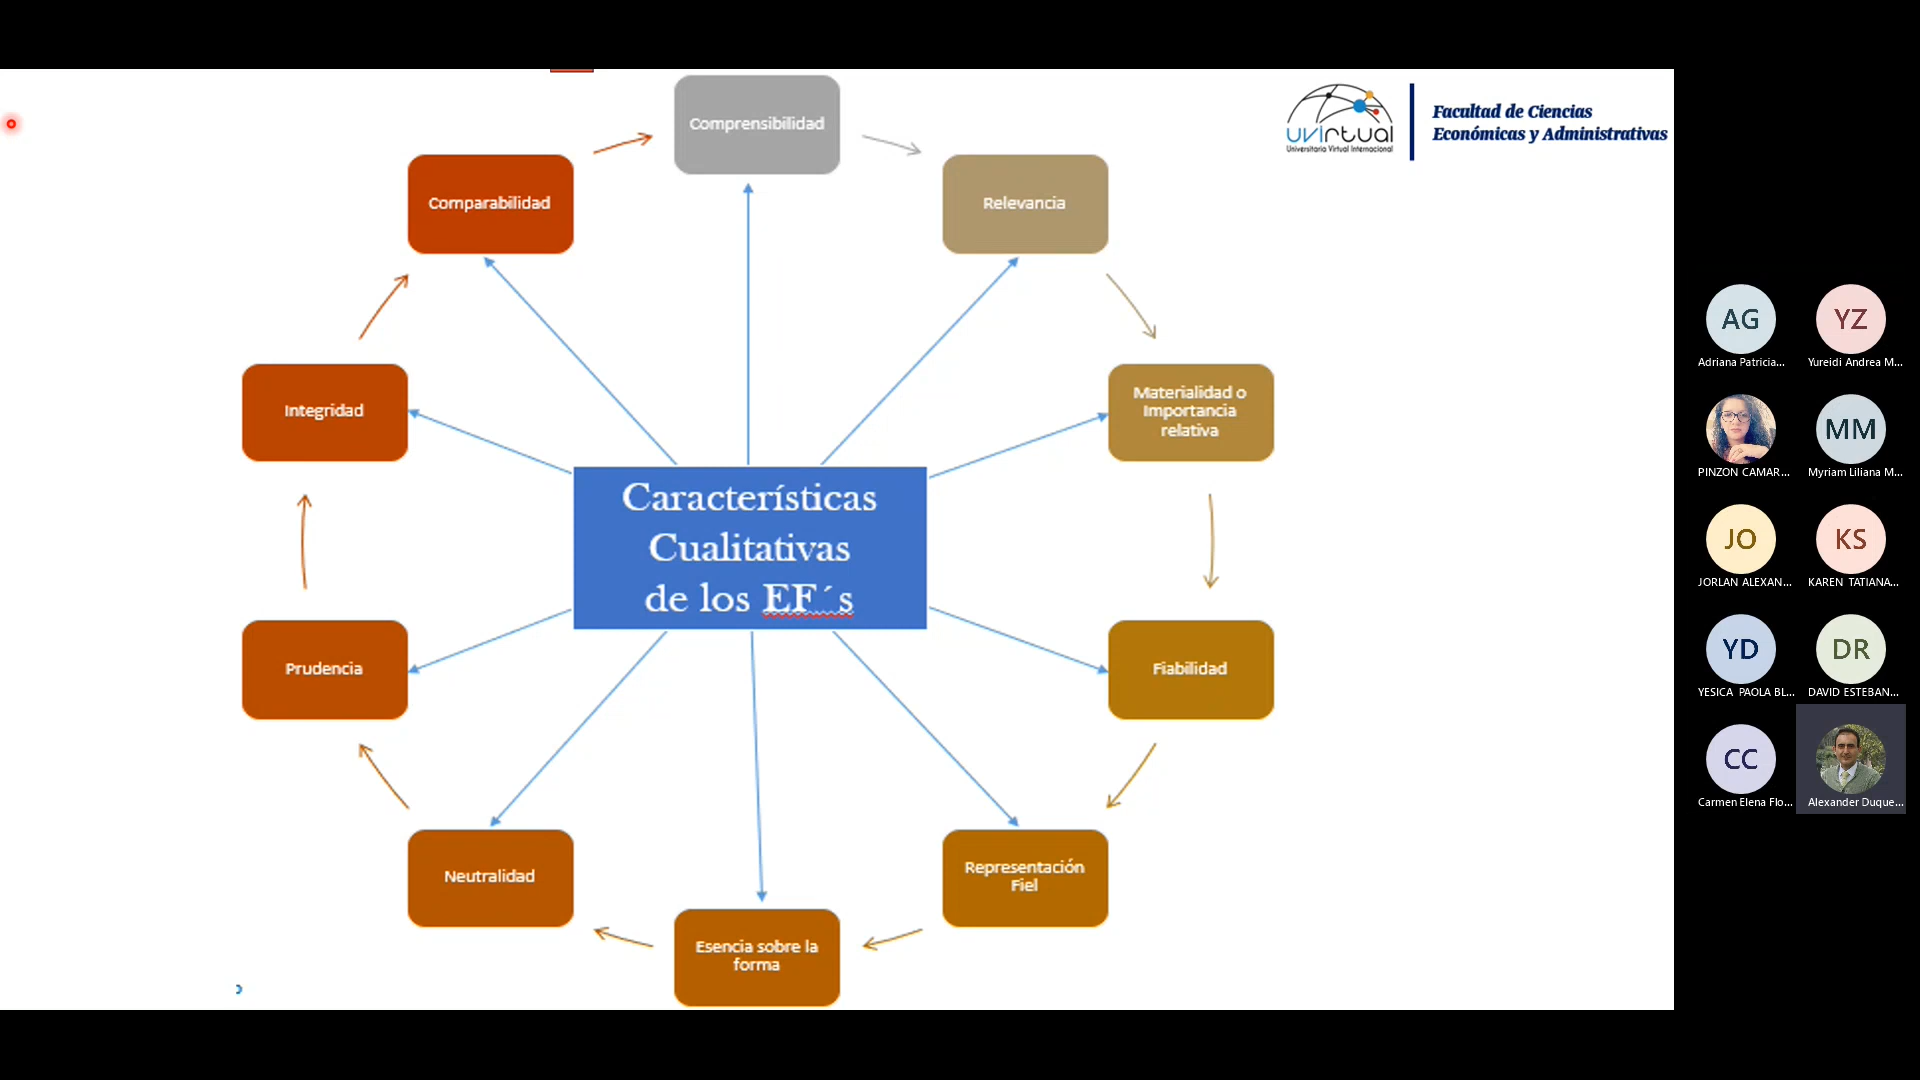 Comprensibilidad
Relevancia
Materialidad o
Importancia
relativa
Fiabilidad
Representación
Fiel
Esencia sobre la
forma
Neutralidad
Prudencia
Integridad
Comparabilidad
Características
Cualitativas
de los EF´s
uvirtual
Universitaria Virtual Internacional
Facultad de Ciencias
Económicas y Administrativas
AG
Adriana Patricia...
YZ
Yureidi Andrea M...
PINZON CAMAR...
MM
Myriam Liliana M...
JO
JORLAN ALEXAN...
KS
KAREN TATIANA...
YD
YESICA PAOLA BL...
DR
DAVID ESTEBAN...
CC
Carmen Elena Flo...
Alexander Duque...